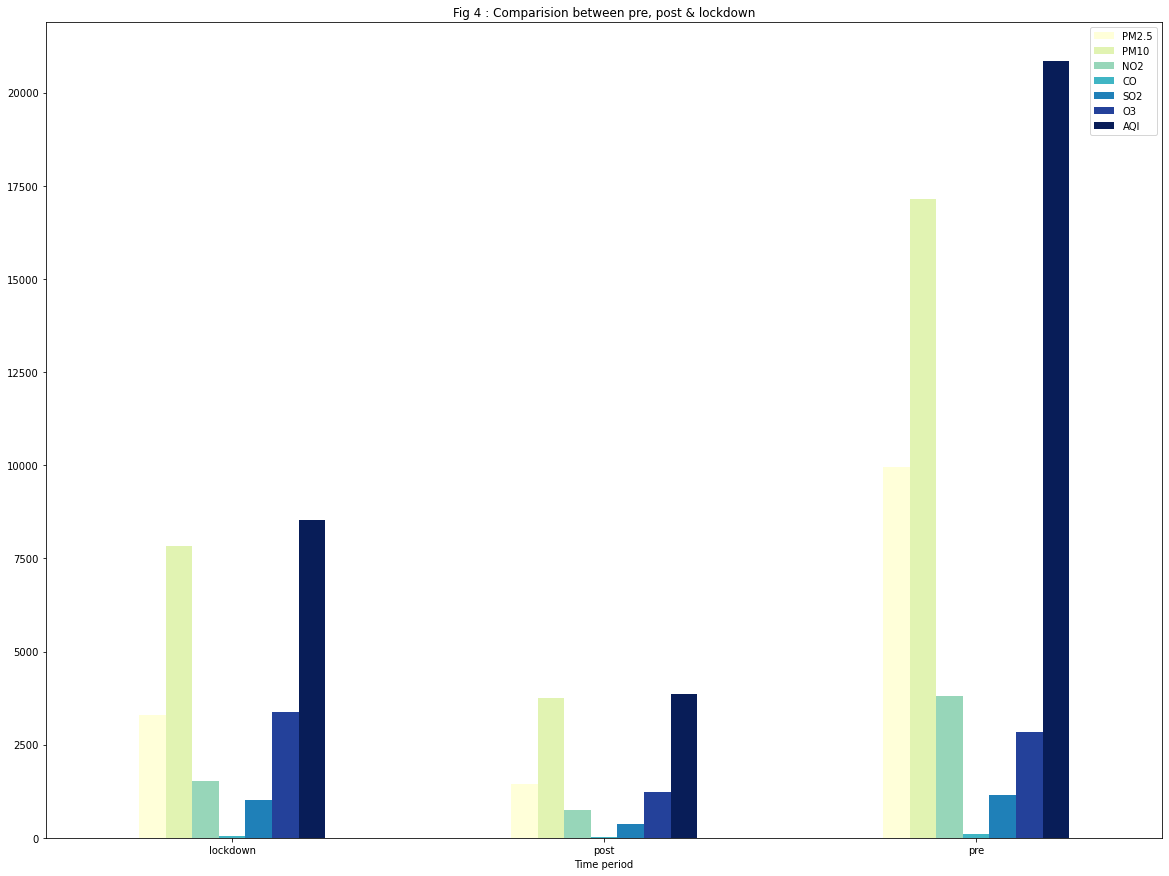 Fig 4 : Comparision between pre, post & lockdown
PM2.5
PM10
NO2
CO
SO2
O3
AQI
20000
17500
15000
12500
10000
7500
5000
2500
0
lockdown
post
pre
Time period